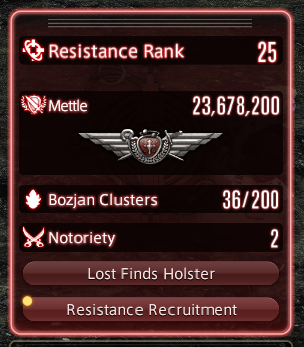 Resistance Rank 25
Mettle 23,678,200
Bozjan Clusters 36/200
Notoriety 2
Lost Finds Holster
Resistance Recruitment